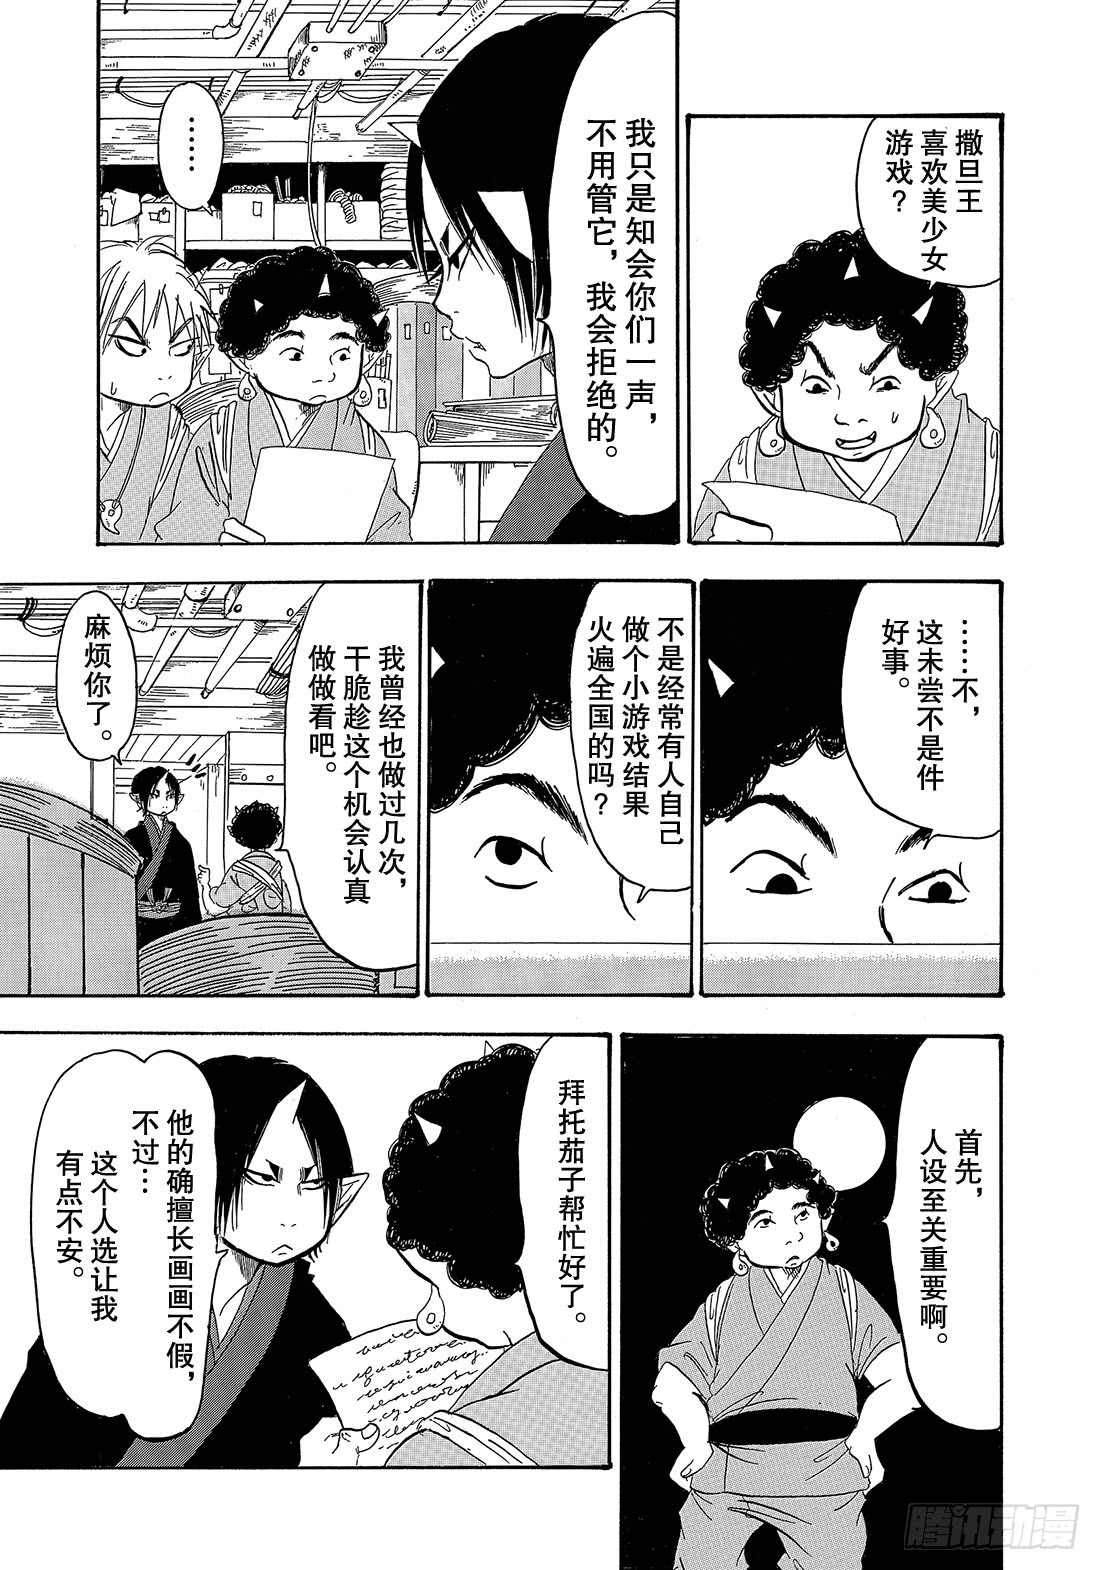 撒旦王
喜欢美少女
游戏？
我只是知会你们一声，
不用管它，我会拒绝的。
……
……不，
这未尝不是件
好事。
不是经常有人自己
做个小游戏结果
火遍全国的吗？
我曾经也做过几次，
干脆趁这个机会认真
做做看吧。
麻烦你了。
首先，
人设至关重要啊。
拜托茄子帮忙好了。
他的确擅长画画不假，
不过…
这个人选让我
有点不安。
腾讯动漫